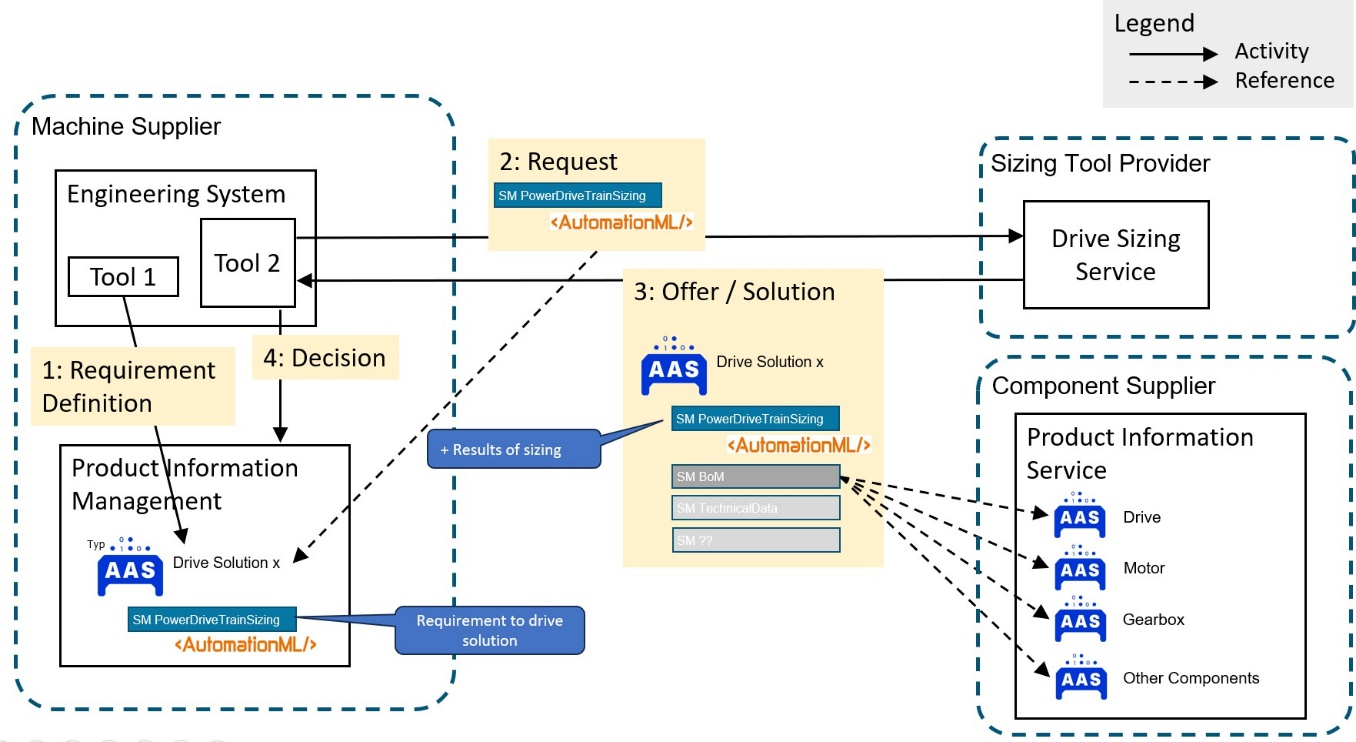 Legend
Activity
Reference
Machine Supplier
Engineering System
Tool 1
Tool 2
1: Requirement
Definition
4: Decision
Product Information
Management
Typ
AAS
Drive Solution x
SM PowerDriveTrainSizing
<AutomationML/>
Requirement to drive
solution
2: Request
SM PowerDriveTrainSizing
<AutomationML/>
3: Offer / Solution
AAS
Drive Solution x
SM PowerDriveTrainSizing
<AutomationML/>
+ Results of sizing
SM BoM
SM TechnicalData
SM ??
Sizing Tool Provider
Drive Sizing
Service
Component Supplier
Product Information
Service
AAS
Drive
AAS
Motor
AAS
Gearbox
AAS
Other Components